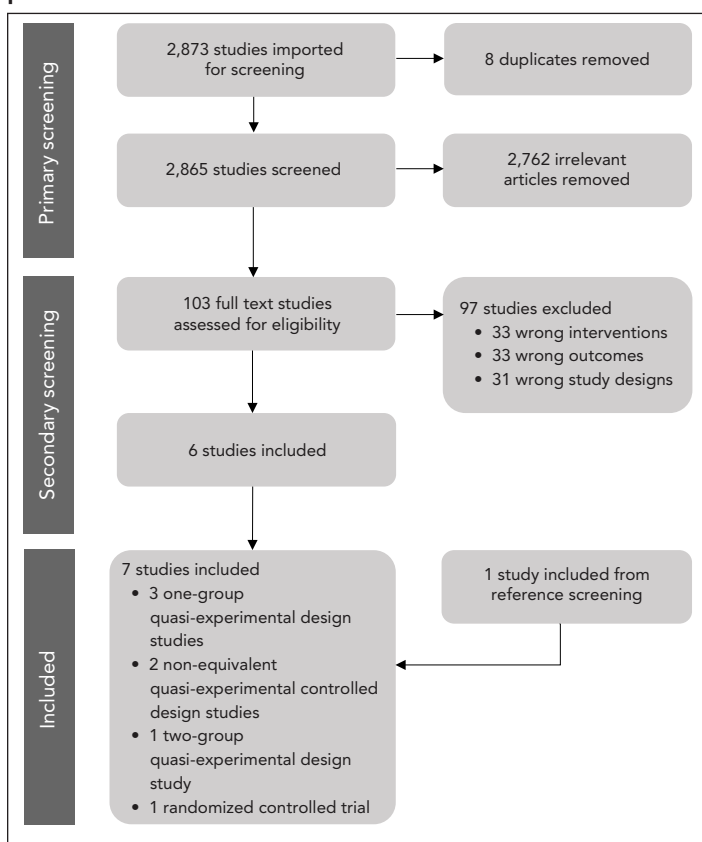 Primary screening
2,873 studies imported
for screening
8 duplicates removed
2,865 studies screened
2,762 irrelevant
articles removed
Secondary screening
103 full text studies
assessed for eligibility
97 studies excluded
• 33 wrong interventions
• 33 wrong outcomes
• 31 wrong study designs
6 studies included
Included
7 studies included
• 3 one-group
quasi-experimental design
studies
• 2 non-equivalent
quasi-experimental controlled
design studies
• 1 two-group
quasi-experimental design
study
• 1 randomized controlled trial
1 study included from
reference screening